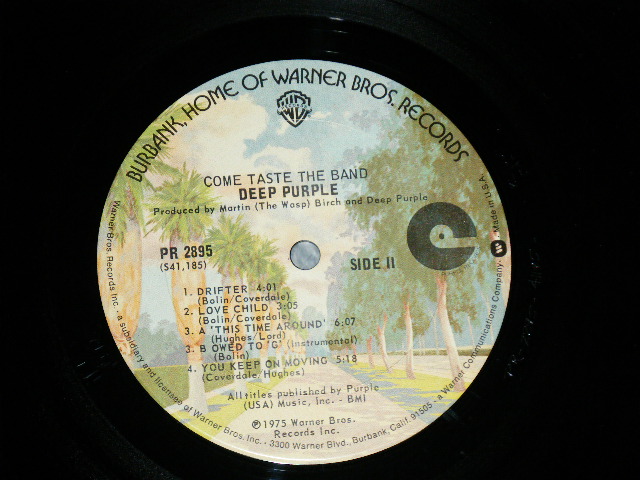 BURBANK, HOME OF WARNER BROS. RECORDS
COME TASTE THE BAND
DEEP PURPLE
Produced by Martin (The Wasp) Birch and Deep Purple
PR 2895
(S41,185)
SIDE II
1. DRIFTER 4:01
(Bolin/Coverdale)
2. LOVE CHILD 3:05
(Bolin/Coverdale)
3. A 'THIS TIME AROUND' 6:07
(Hughes/Lord)
3. B OWED TO 'G' (Instrumental)
(Bolin)
4. YOU KEEP ON MOVING 5:18
(Coverdale/Hughes)
All titles published by Purple
(USA) Music, Inc. - BMI
℗1975 Warner Bros.
Records Inc.
Warner Bros. Records Inc. · a subsidiary and licensee of Warner Bros. Inc. · 3300 Warner Blvd., Burbank, Calif. 91505 · a Warner Communications Company · Made in U.S.A.